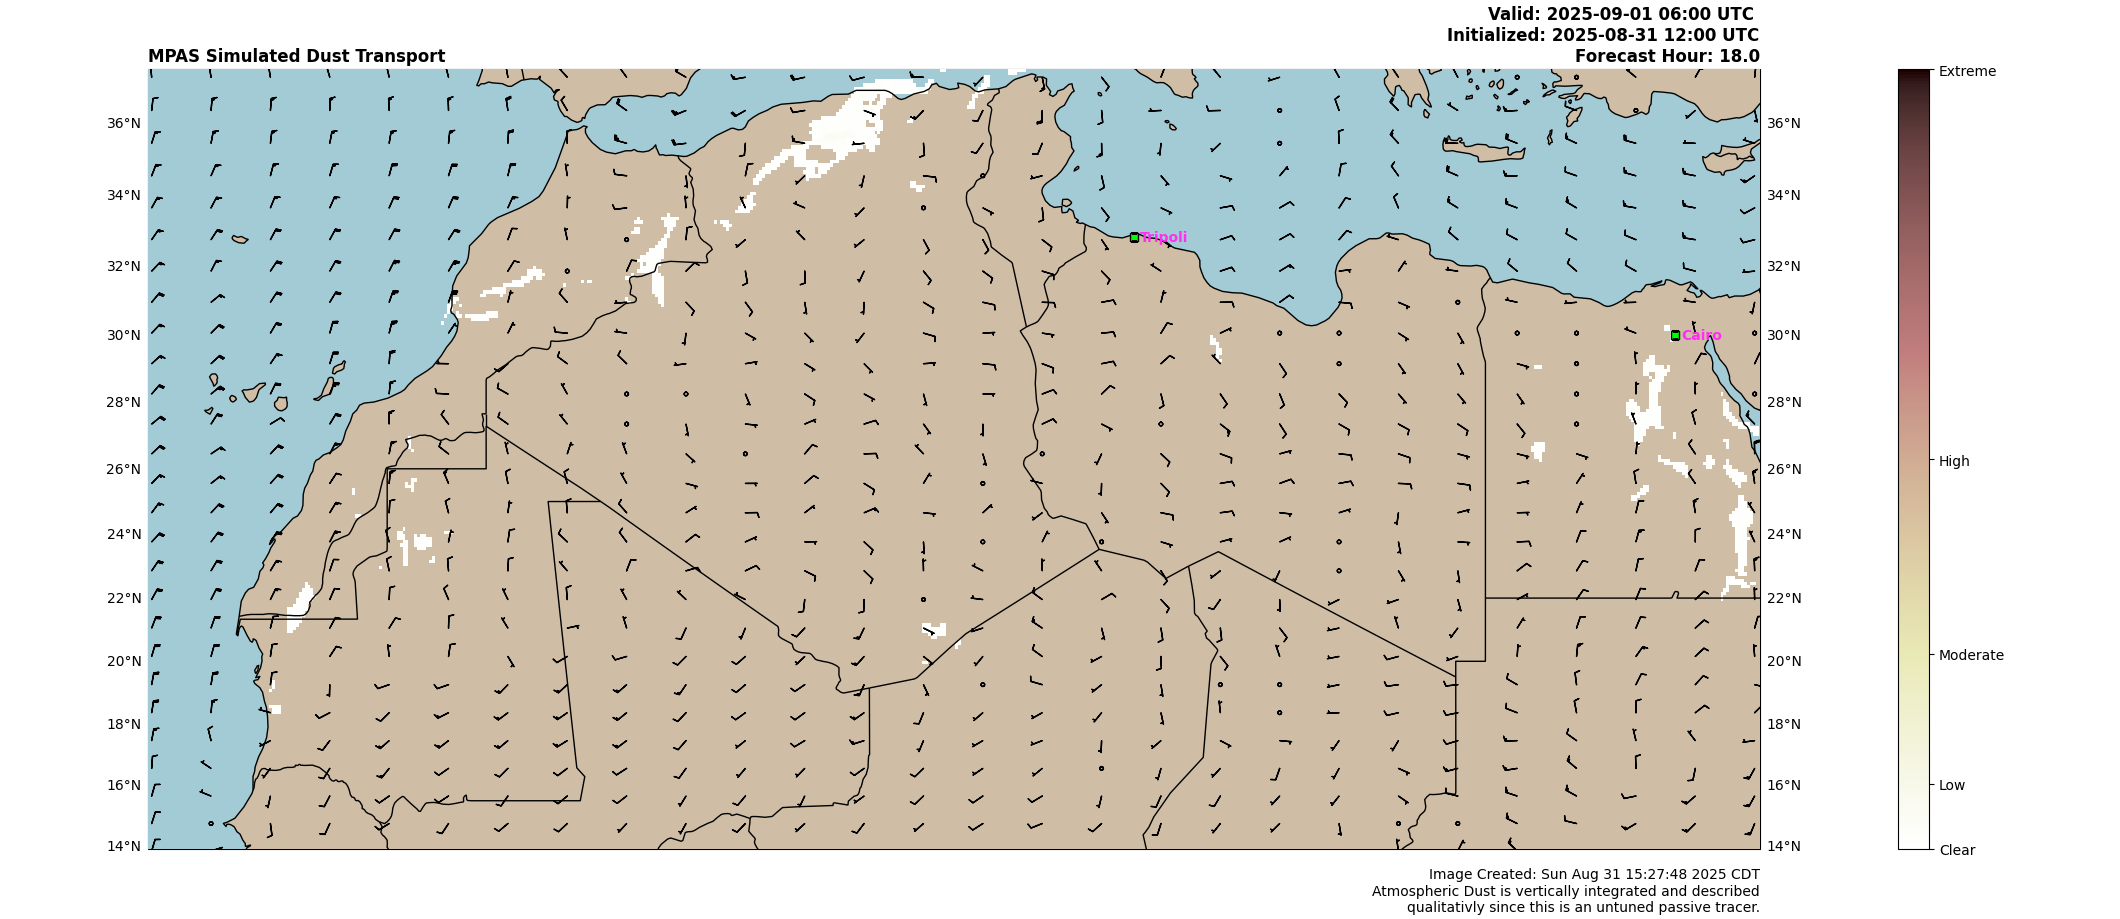 Valid: 2025-09-01 06:00 UTC
Initialized: 2025-08-31 12:00 UTC
MPAS Simulated Dust Transport
Forecast Hour: 18.0
Extreme
36°N 36°N
34°N 34°N
Tripoli
32°N 32°N
30°N Cairo 30°N
28°N 28°N
26°N 26°N
High
24°N 24°N
22°N 22°N
20°N 20°N
Moderate
18°N 18°N
16°N 16°N
Low
14°N 14°N
Clear
Image Created: Sun Aug 31 15:27:48 2025 CDT
Atmospheric Dust is vertically integrated and described
qualitativly since this is an untuned passive tracer.